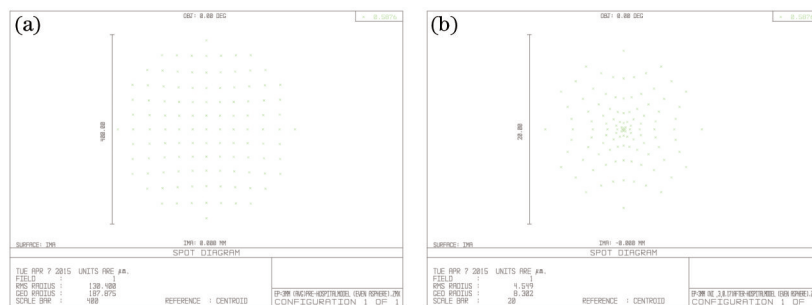 (a)
OBJ: 0.00 DEG
400.00
SURFACE: IMA
IMA: 0.000 MM
SPOT DIAGRAM
TUE APR 7 2015 UNITS ARE µm.
FIELD : 1
RMS RADIUS : 130.400
GEO RADIUS : 187.875
SCALE BAR : 400 REFERENCE : CENTROID
CONFIGURATION 1 OF 1
(b)
OBJ: 0.00 DEG
20.00
SURFACE: IMA
IMA: -0.000 MM
SPOT DIAGRAM
TUE APR 7 2015 UNITS ARE µm.
FIELD : 1
RMS RADIUS : 4.549
GEO RADIUS : 8.302
SCALE BAR : 20 REFERENCE : CENTROID
CONFIGURATION 1 OF 1